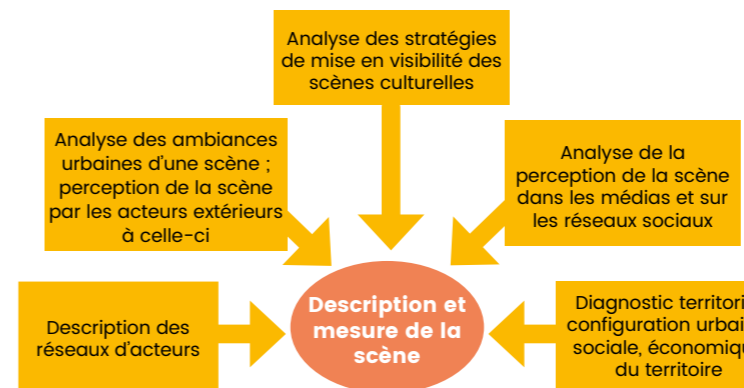 Analyse des stratégies
de mise en visibilité des
scènes culturelles
Analyse des ambiances
urbaines d'une scène ;
perception de la scène
par les acteurs extérieurs
à celle-ci
Analyse de la
perception de la scène
dans les médias et sur
les réseaux sociaux
Description des
réseaux d'acteurs
Description et
mesure de la
scène
Diagnostic
configuration
sociale,
du territoire